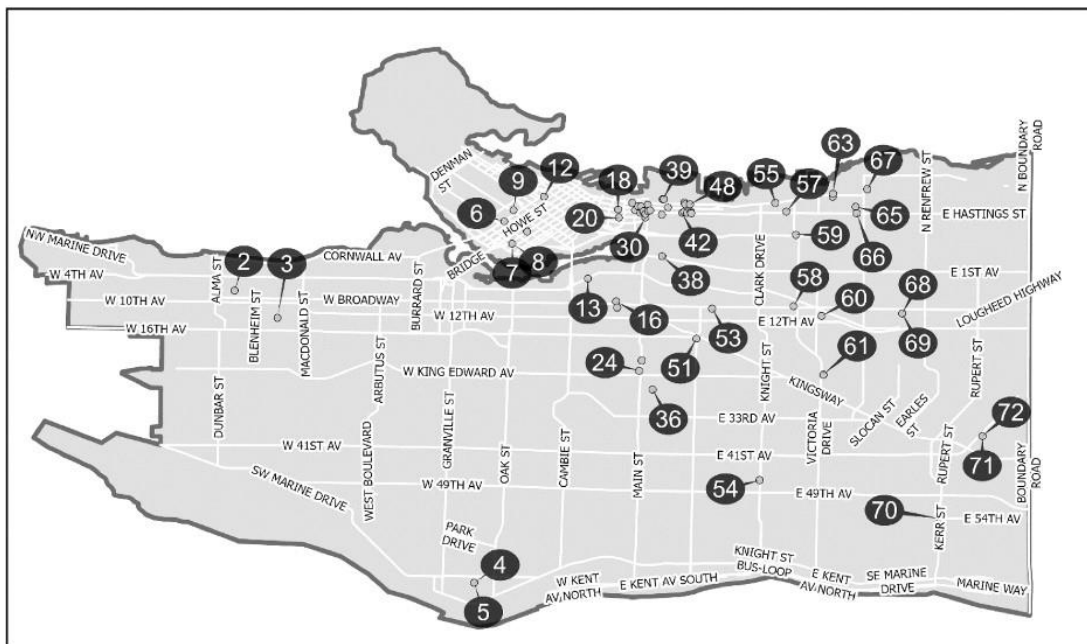 63
N BOUNDARY
ROAD
DENMAN
ST
9
12
18
39
48
55
57
67
N RENFREW ST
6
HOWE ST
20
65
E HASTINGS ST
NW MARINE DRIVE
2
3
CORNWALL AV
BRIDGE
7
8
30
42
59
66
38
W 4TH AV
ALMA ST
BURRARD ST
CLARK DRIVE
E 1ST AV
W 10TH AV
BLENHEIM ST
MACDONALD ST
W BROADWAY
W 12TH AV
58
60
68
LOUGHEED HIGHWAY
W 16TH AV
13
16
53
E 12TH AV
24
51
61
69
DUNBAR ST
ARBUTUS ST
W KING EDWARD AV
KNIGHT ST
KINGSWAY
RUPERT ST
36
SLOCAN ST
EARLES
ST
E 33RD AV
VICTORIA
DRIVE
72
W 41ST AV
WEST BOULEVARD
GRANVILLE ST
OAK ST
CAMBIE ST
MAIN ST
E 41ST AV
RUPERT ST
71
BOUNDARY
ROAD
SW MARINE DRIVE
W 49TH AV
54
E 49TH AV
70
E 54TH AV
KERR ST
PARK
DRIVE
4
W KENT
AV NORTH
E KENT AV SOUTH
KNIGHT ST
BUS-LOOP
E KENT
AV NORTH
SE MARINE
DRIVE
MARINE WAY
5